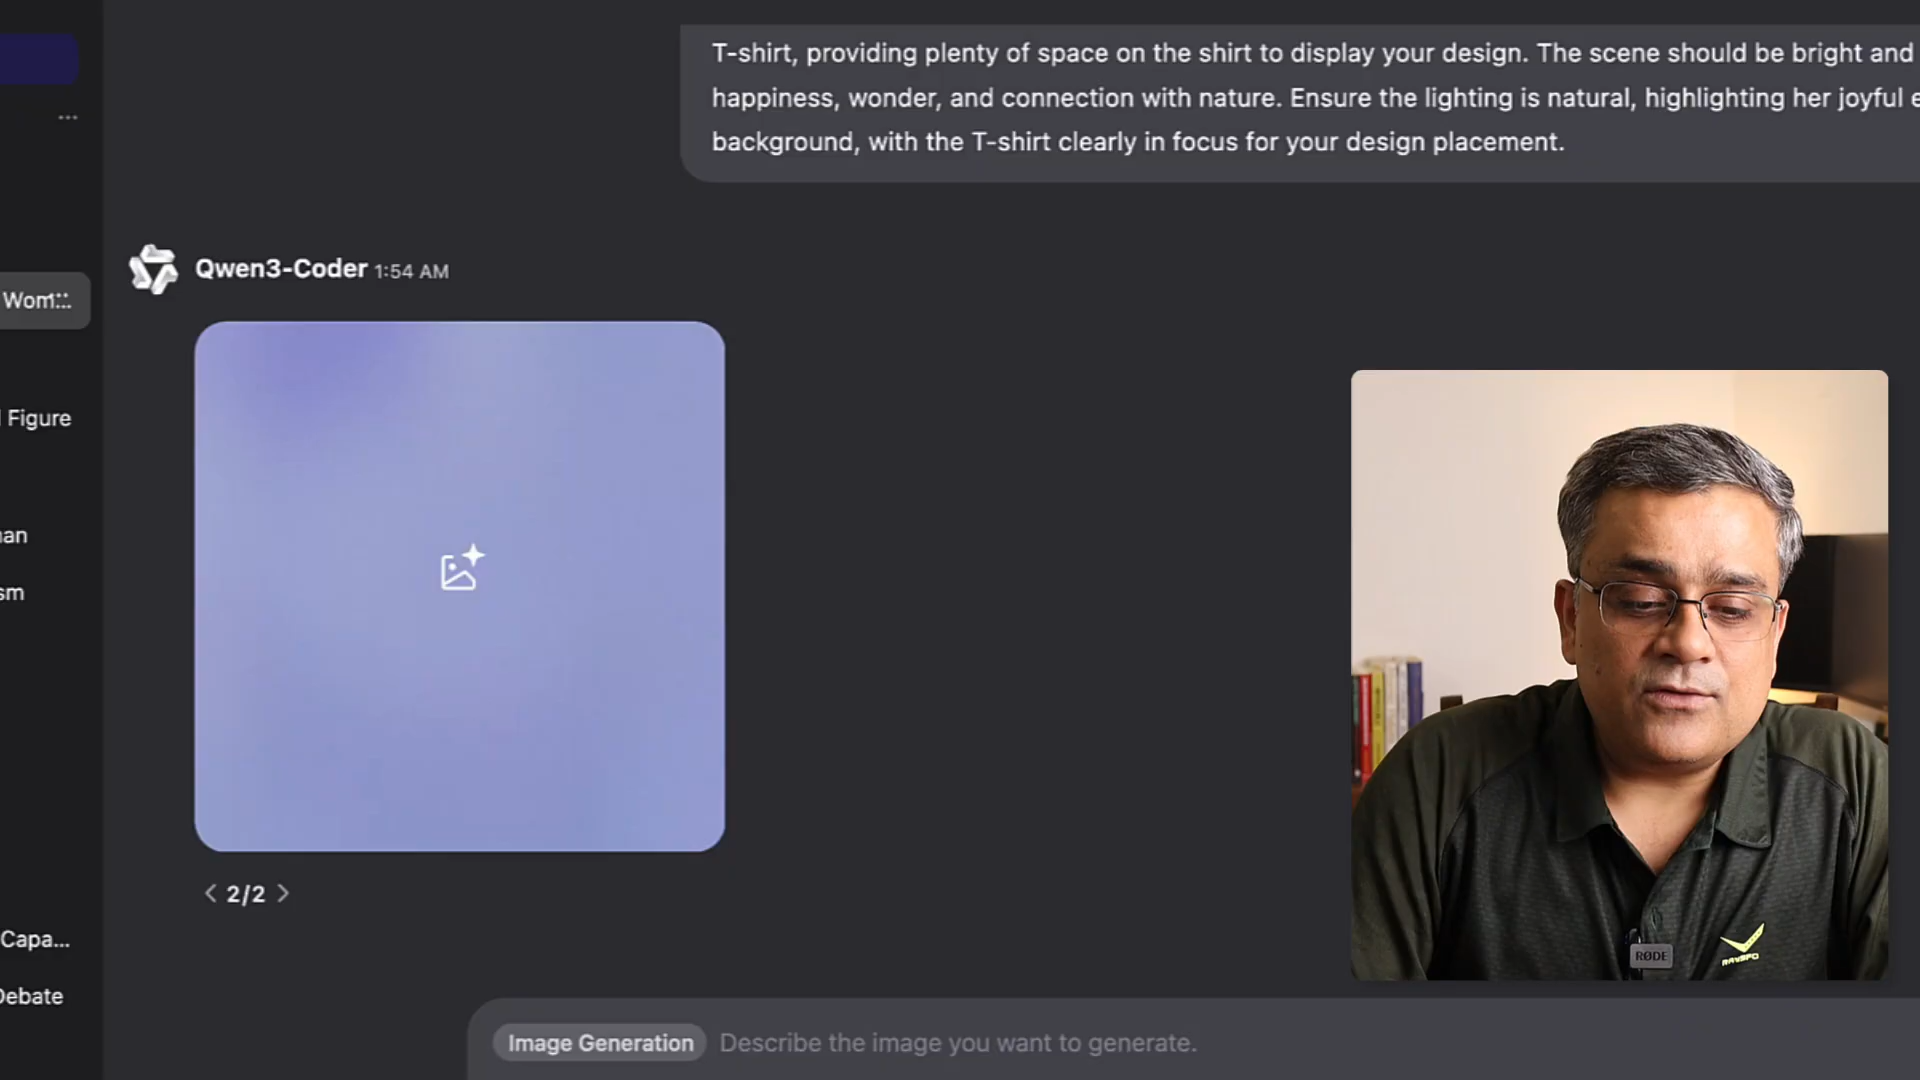 T-shirt, providing plenty of space on the shirt to display your design. The scene should be bright and
happiness, wonder, and connection with nature. Ensure the lighting is natural, highlighting her joyful e
background, with the T-shirt clearly in focus for your design placement.
...
Qwen3-Coder 1:54 AM
Figure
an
sm
2/2
Capa...
Debate
RØDE
Image Generation Describe the image you want to generate.